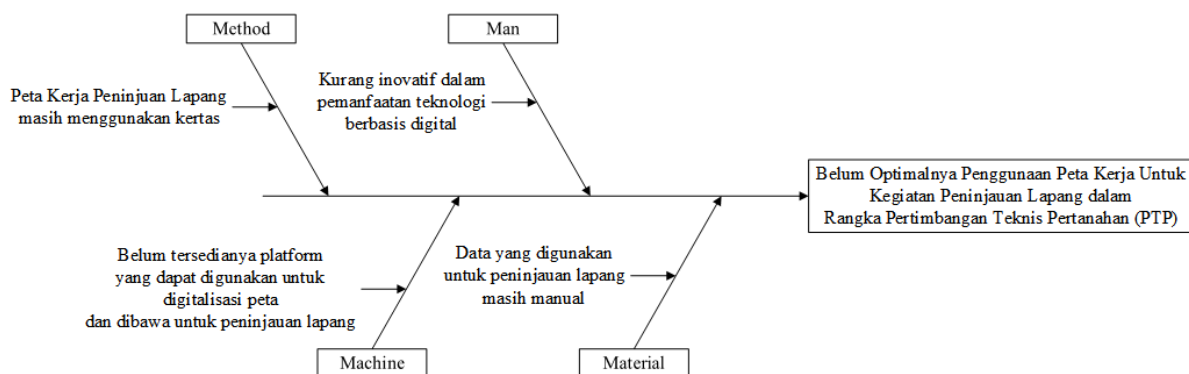 Method
Man
Peta Kerja Peninjuan Lapang
masih menggunakan kertas
Kurang inovatif dalam
pemanfaatan teknologi
berbasis digital
Belum Optimalnya Penggunaan Peta Kerja Untuk
Kegiatan Peninjauan Lapang dalam
Rangka Pertimbangan Teknis Pertanahan (PTP)
Belum tersedianya platform
yang dapat digunakan untuk
digitalisasi peta
dan dibawa untuk peninjauan lapang
Data yang digunakan
untuk peninjauan lapang
masih manual
Machine
Material